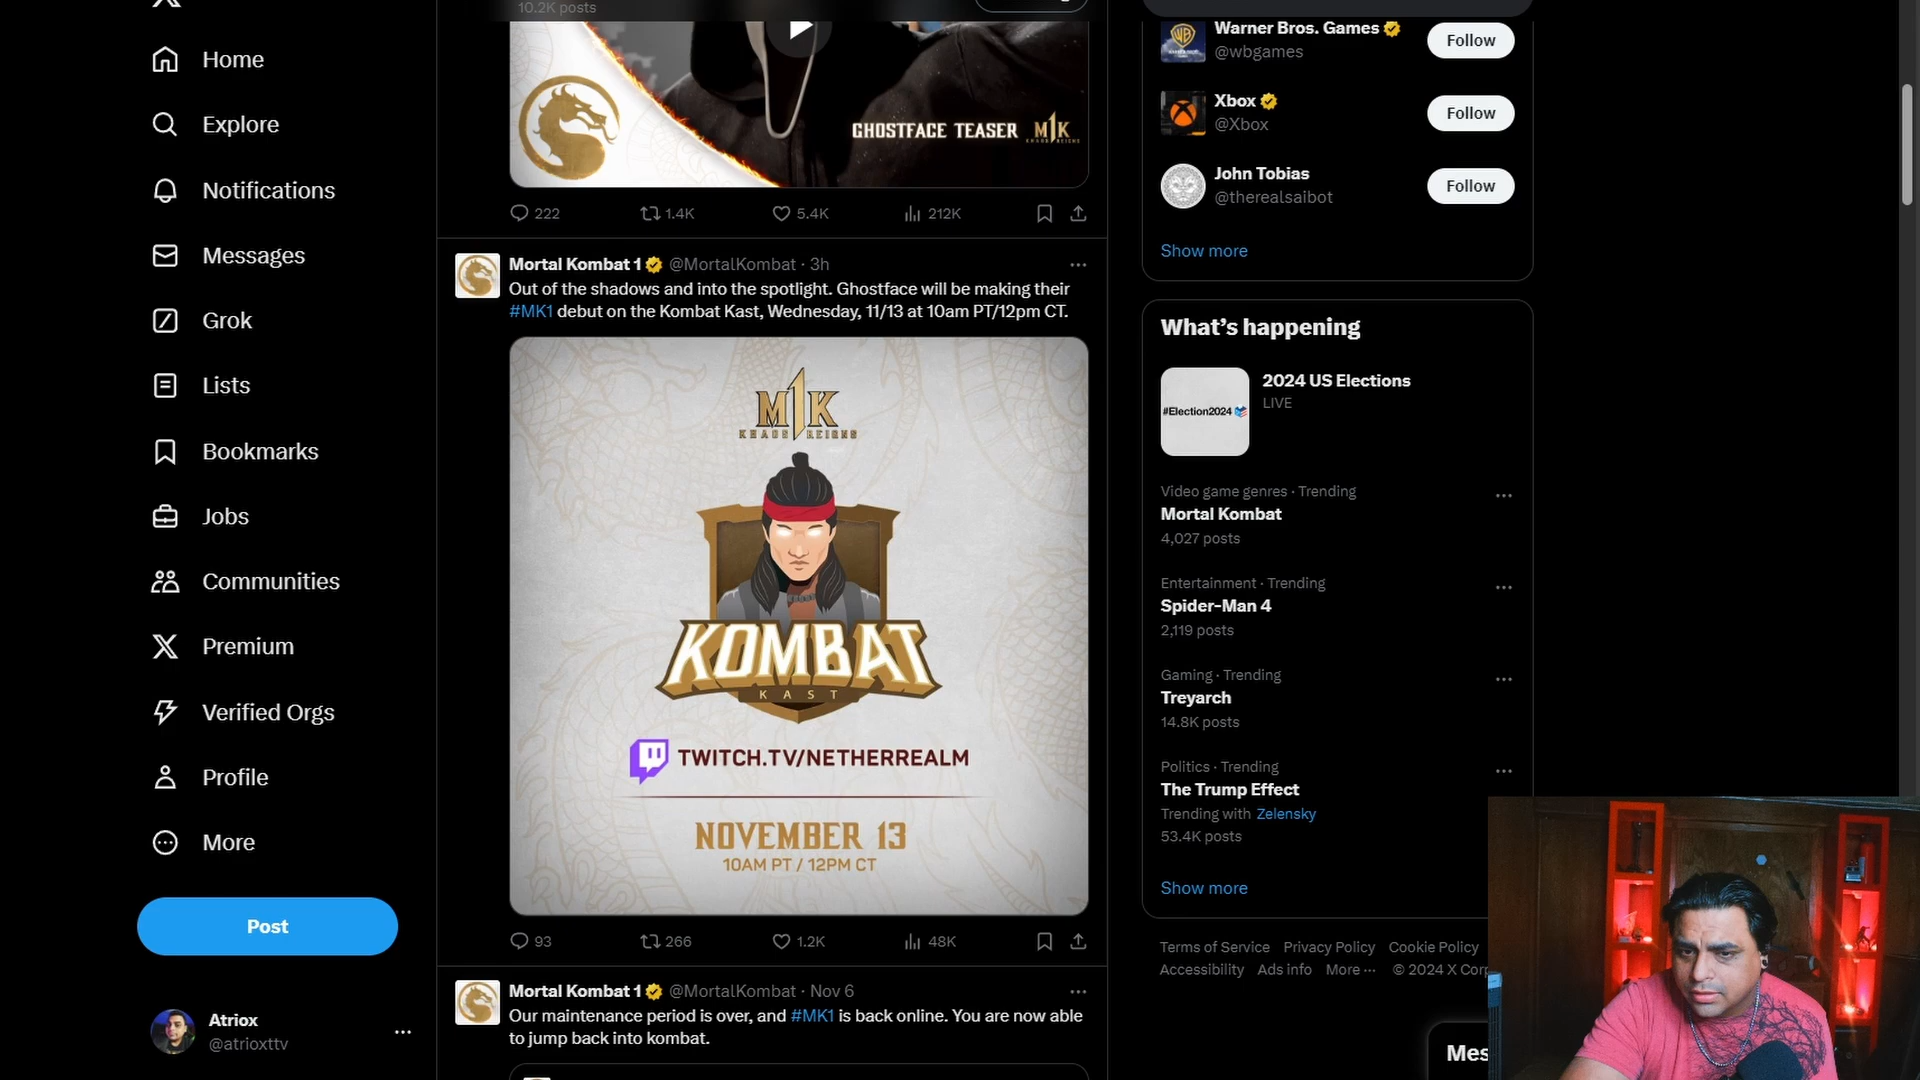 Home
Explore
Notifications
Messages
Grok
Lists
Bookmarks
Jobs
Communities
Premium
Verified Orgs
Profile
More
Post
Atriox
@atrioxttv
10.2K posts
GHOSTFACE TEASER
M1K
KHAOS REIGNS
222
1.4K
5.4K
212K
Mortal Kombat 1 @MortalKombat · 3h
Out of the shadows and into the spotlight. Ghostface will be making their
#MK1 debut on the Kombat Kast, Wednesday, 11/13 at 10am PT/12pm CT.
M1K
KHAOS REIGNS
KOMBAT
KAST
TWITCH.TV/NETHERREALM
NOVEMBER 13
10AM PT / 12PM CT
93
266
1.2K
48K
Mortal Kombat 1 @MortalKombat · Nov 6
Our maintenance period is over, and #MK1 is back online. You are now able
to jump back into kombat.
Warner Bros. Games
@wbgames
Follow
Xbox
@Xbox
Follow
John Tobias
@therealsaibot
Follow
Show more
What's happening
#Election2024
2024 US Elections
LIVE
Video game genres · Trending
Mortal Kombat
4,027 posts
Entertainment · Trending
Spider-Man 4
2,119 posts
Gaming · Trending
Treyarch
14.8K posts
Politics · Trending
The Trump Effect
Trending with Zelensky
53.4K posts
Show more
Terms of Service Privacy Policy Cookie Policy
Accessibility Ads info More ··· © 2024 X Corp
Mes